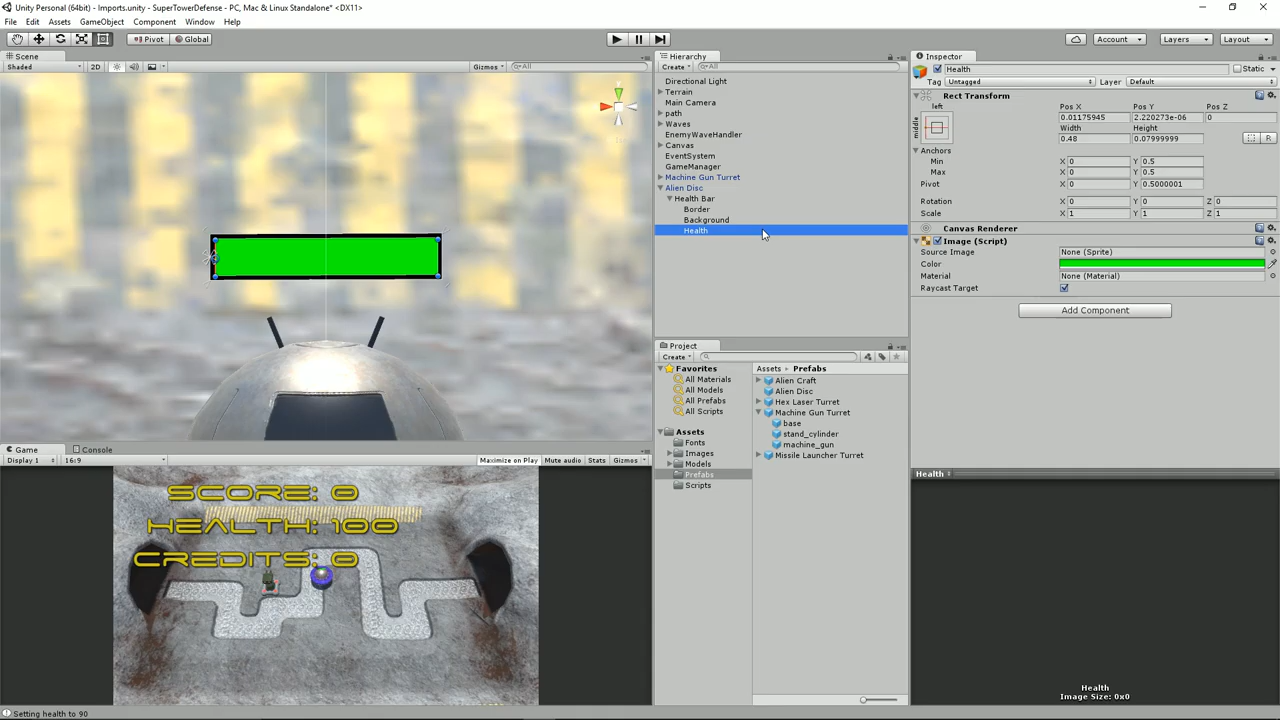 Unity Personal (64bit) - Imports.unity - SuperTowerDefense - PC, Mac & Linux Standalone* <DX11>
File Edit Assets GameObject Component Window Help
Pivot Global Account Layers Layout
Scene
Shaded 2D Gizmos All
Game Console
Display 1 16:9 Maximize on Play Mute audio Stats Gizmos
SCORE: 0
HEALTH: 100
CREDITS: 0
Setting health to 90
Hierarchy
Create All
Directional Light
Terrain
Main Camera
path
Waves
EnemyWaveHandler
Canvas
EventSystem
GameManager
Machine Gun Turret
Alien Disc
Health Bar
Border
Background
Health
Project
Create
Favorites
All Materials
All Models
All Prefabs
All Scripts
Assets
Fonts
Images
Models
Prefabs
Scripts
Assets Prefabs
Alien Craft
Alien Disc
Hex Laser Turret
Machine Gun Turret
base
stand_cylinder
machine_gun
Missile Launcher Turret
Inspector
Health Static
Tag Untagged Layer Default
Rect Transform
left
middle
Pos X Pos Y Pos Z
0.01175945 2.220273e-06 0
Width Height
0.48 0.07999999
R
Anchors
Min X 0 Y 0.5
Max X 0 Y 0.5
Pivot X 0 Y 0.5000001
Rotation X 0 Y 0 Z 0
Scale X 1 Y 1 Z 1
Canvas Renderer
Image (Script)
Source Image None (Sprite)
Color
Material None (Material)
Raycast Target
Add Component
Health
Health
Image Size: 0x0